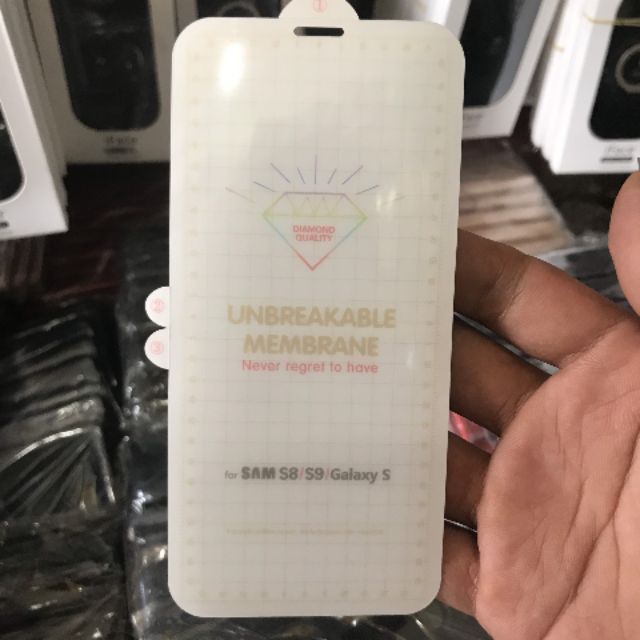 ①
DIAMOND
QUALITY
②
③
UNBREAKABLE
MEMBRANE
Never regret to have
for SAM S8/S9/Galaxy S